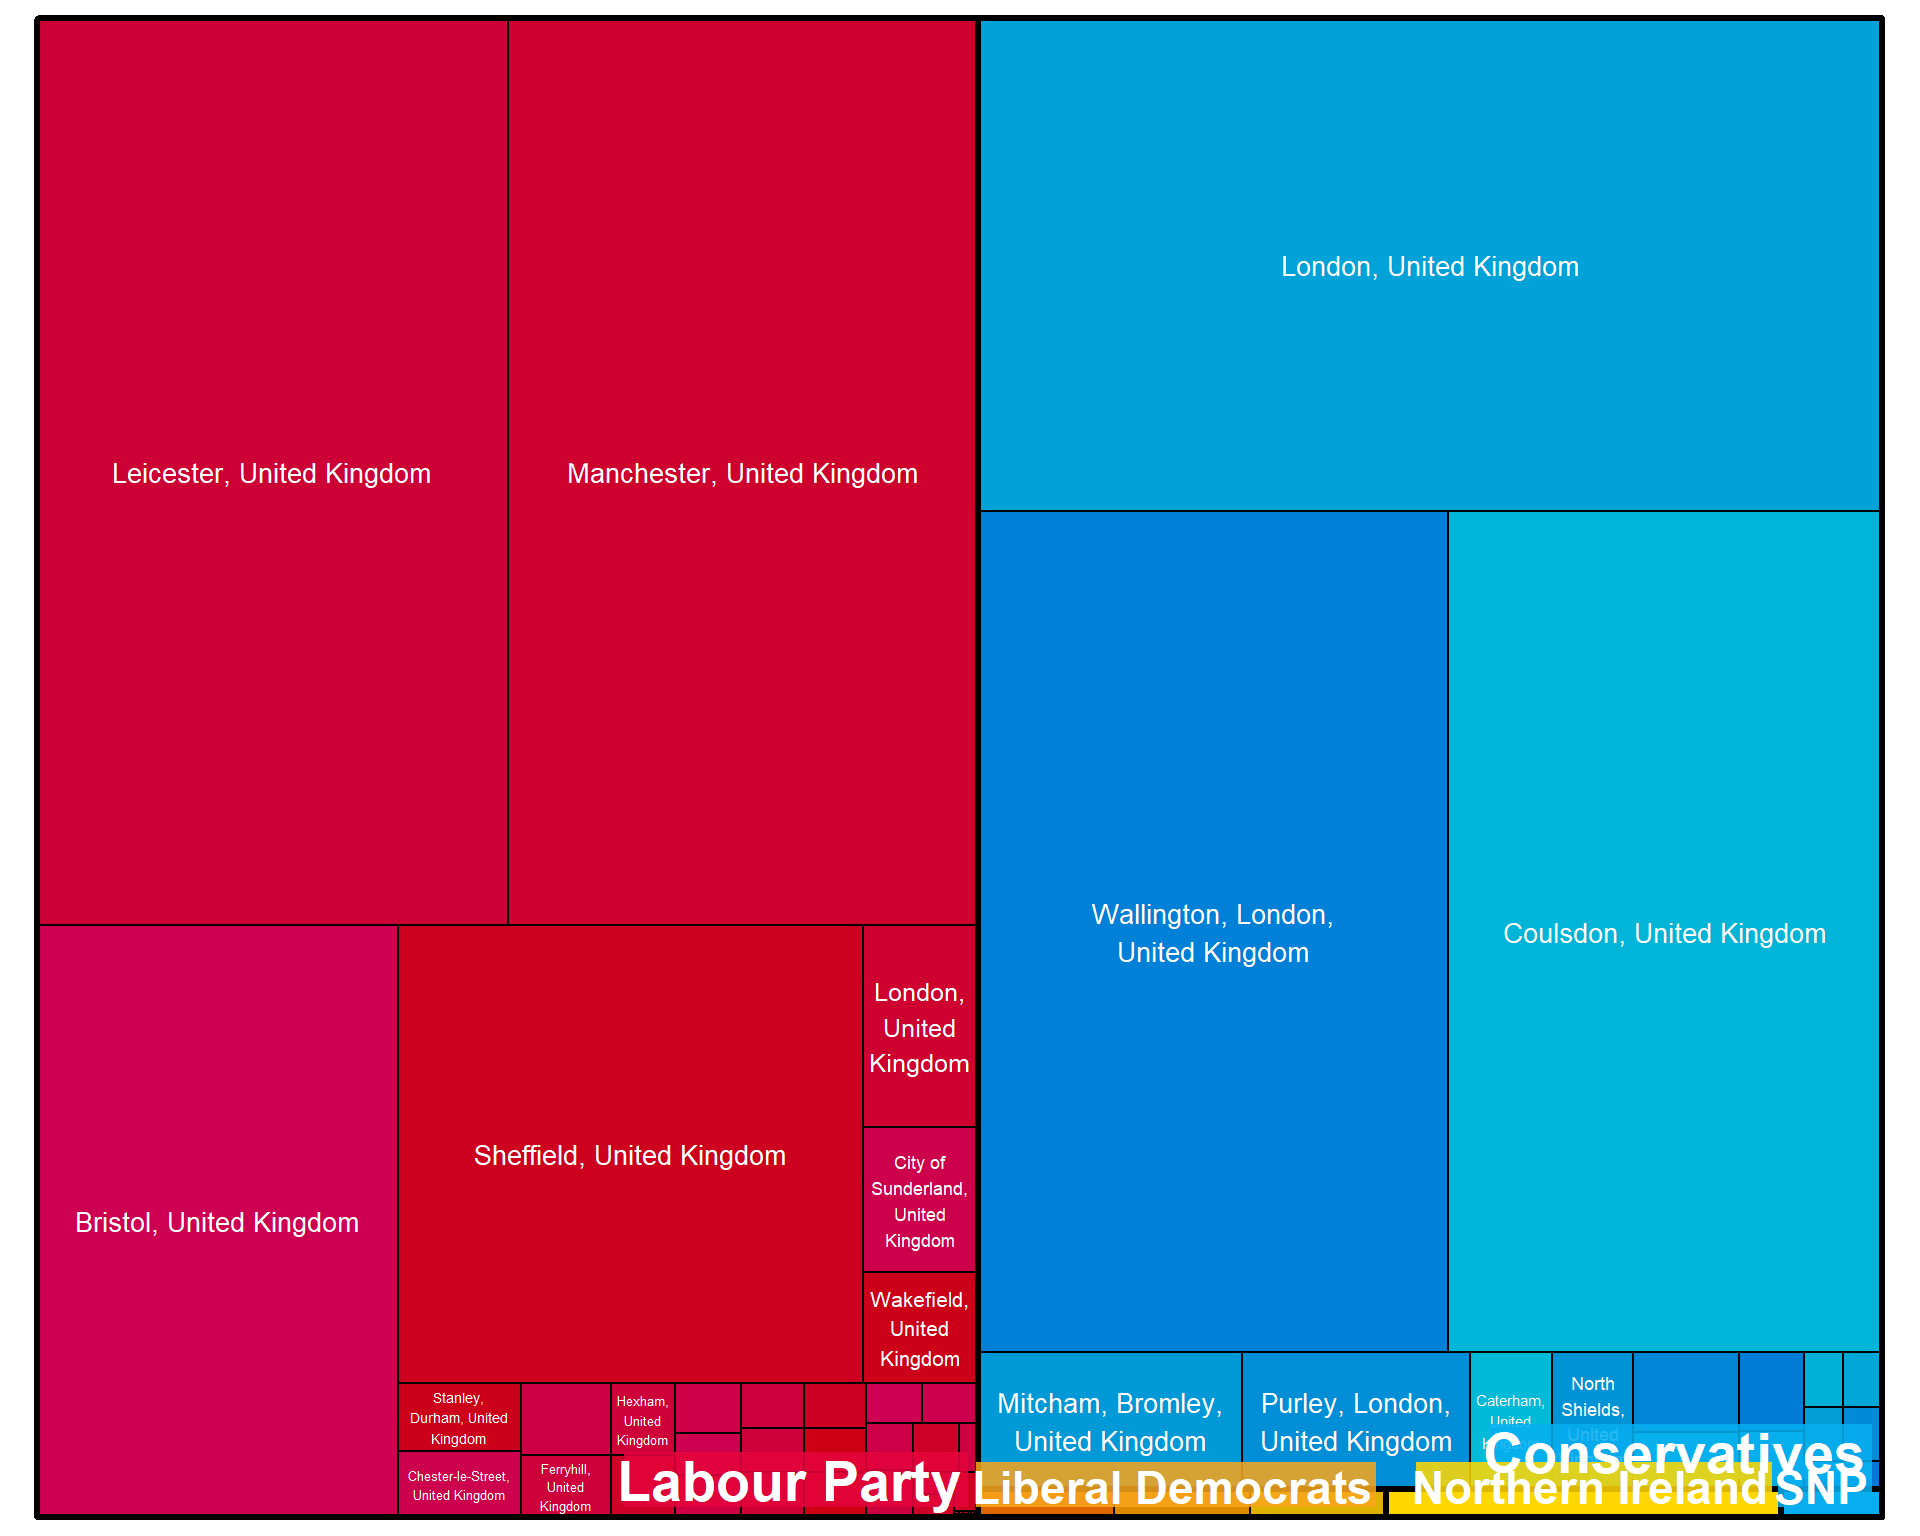 Leicester, United Kingdom
Manchester, United Kingdom
London, United Kingdom
Wallington, London,
United Kingdom
Coulsdon, United Kingdom
London,
United
Kingdom
Sheffield, United Kingdom
Bristol, United Kingdom
City of
Sunderland,
United
Kingdom
Wakefield,
United
Kingdom
Stanley,
Durham, United
Kingdom
Hexham,
United
Kingdom
Chester-le-Street,
United Kingdom
Ferryhill,
United
Kingdom
Mitcham, Bromley,
United Kingdom
Purley, London,
United Kingdom
Caterham,
United
North
Shields,
United
Labour Party
Liberal Democrats
Conservatives
Northern Ireland
SNP